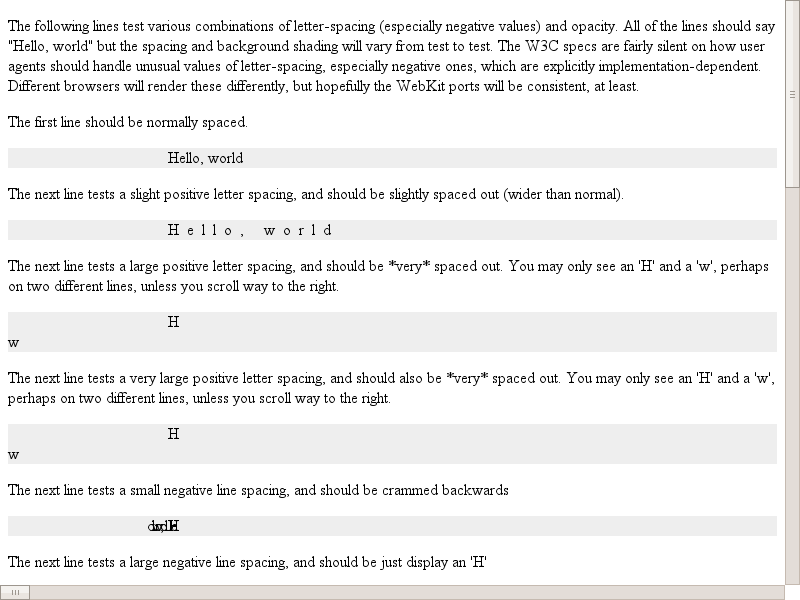 The following lines test various combinations of letter-spacing (especially negative values) and opacity. All of the lines should say
"Hello, world" but the spacing and background shading will vary from test to test. The W3C specs are fairly silent on how user
agents should handle unusual values of letter-spacing, especially negative ones, which are explicitly implementation-dependent.
Different browsers will render these differently, but hopefully the WebKit ports will be consistent, at least.
The first line should be normally spaced.
Hello, world
The next line tests a slight positive letter spacing, and should be slightly spaced out (wider than normal).
H e l l o ,   w o r l d
The next line tests a large positive letter spacing, and should be *very* spaced out. You may only see an 'H' and a 'w', perhaps
on two different lines, unless you scroll way to the right.
H
w
The next line tests a very large positive letter spacing, and should also be *very* spaced out. You may only see an 'H' and a 'w',
perhaps on two different lines, unless you scroll way to the right.
H
w
The next line tests a small negative line spacing, and should be crammed backwards
The next line tests a large negative line spacing, and should be just display an 'H'